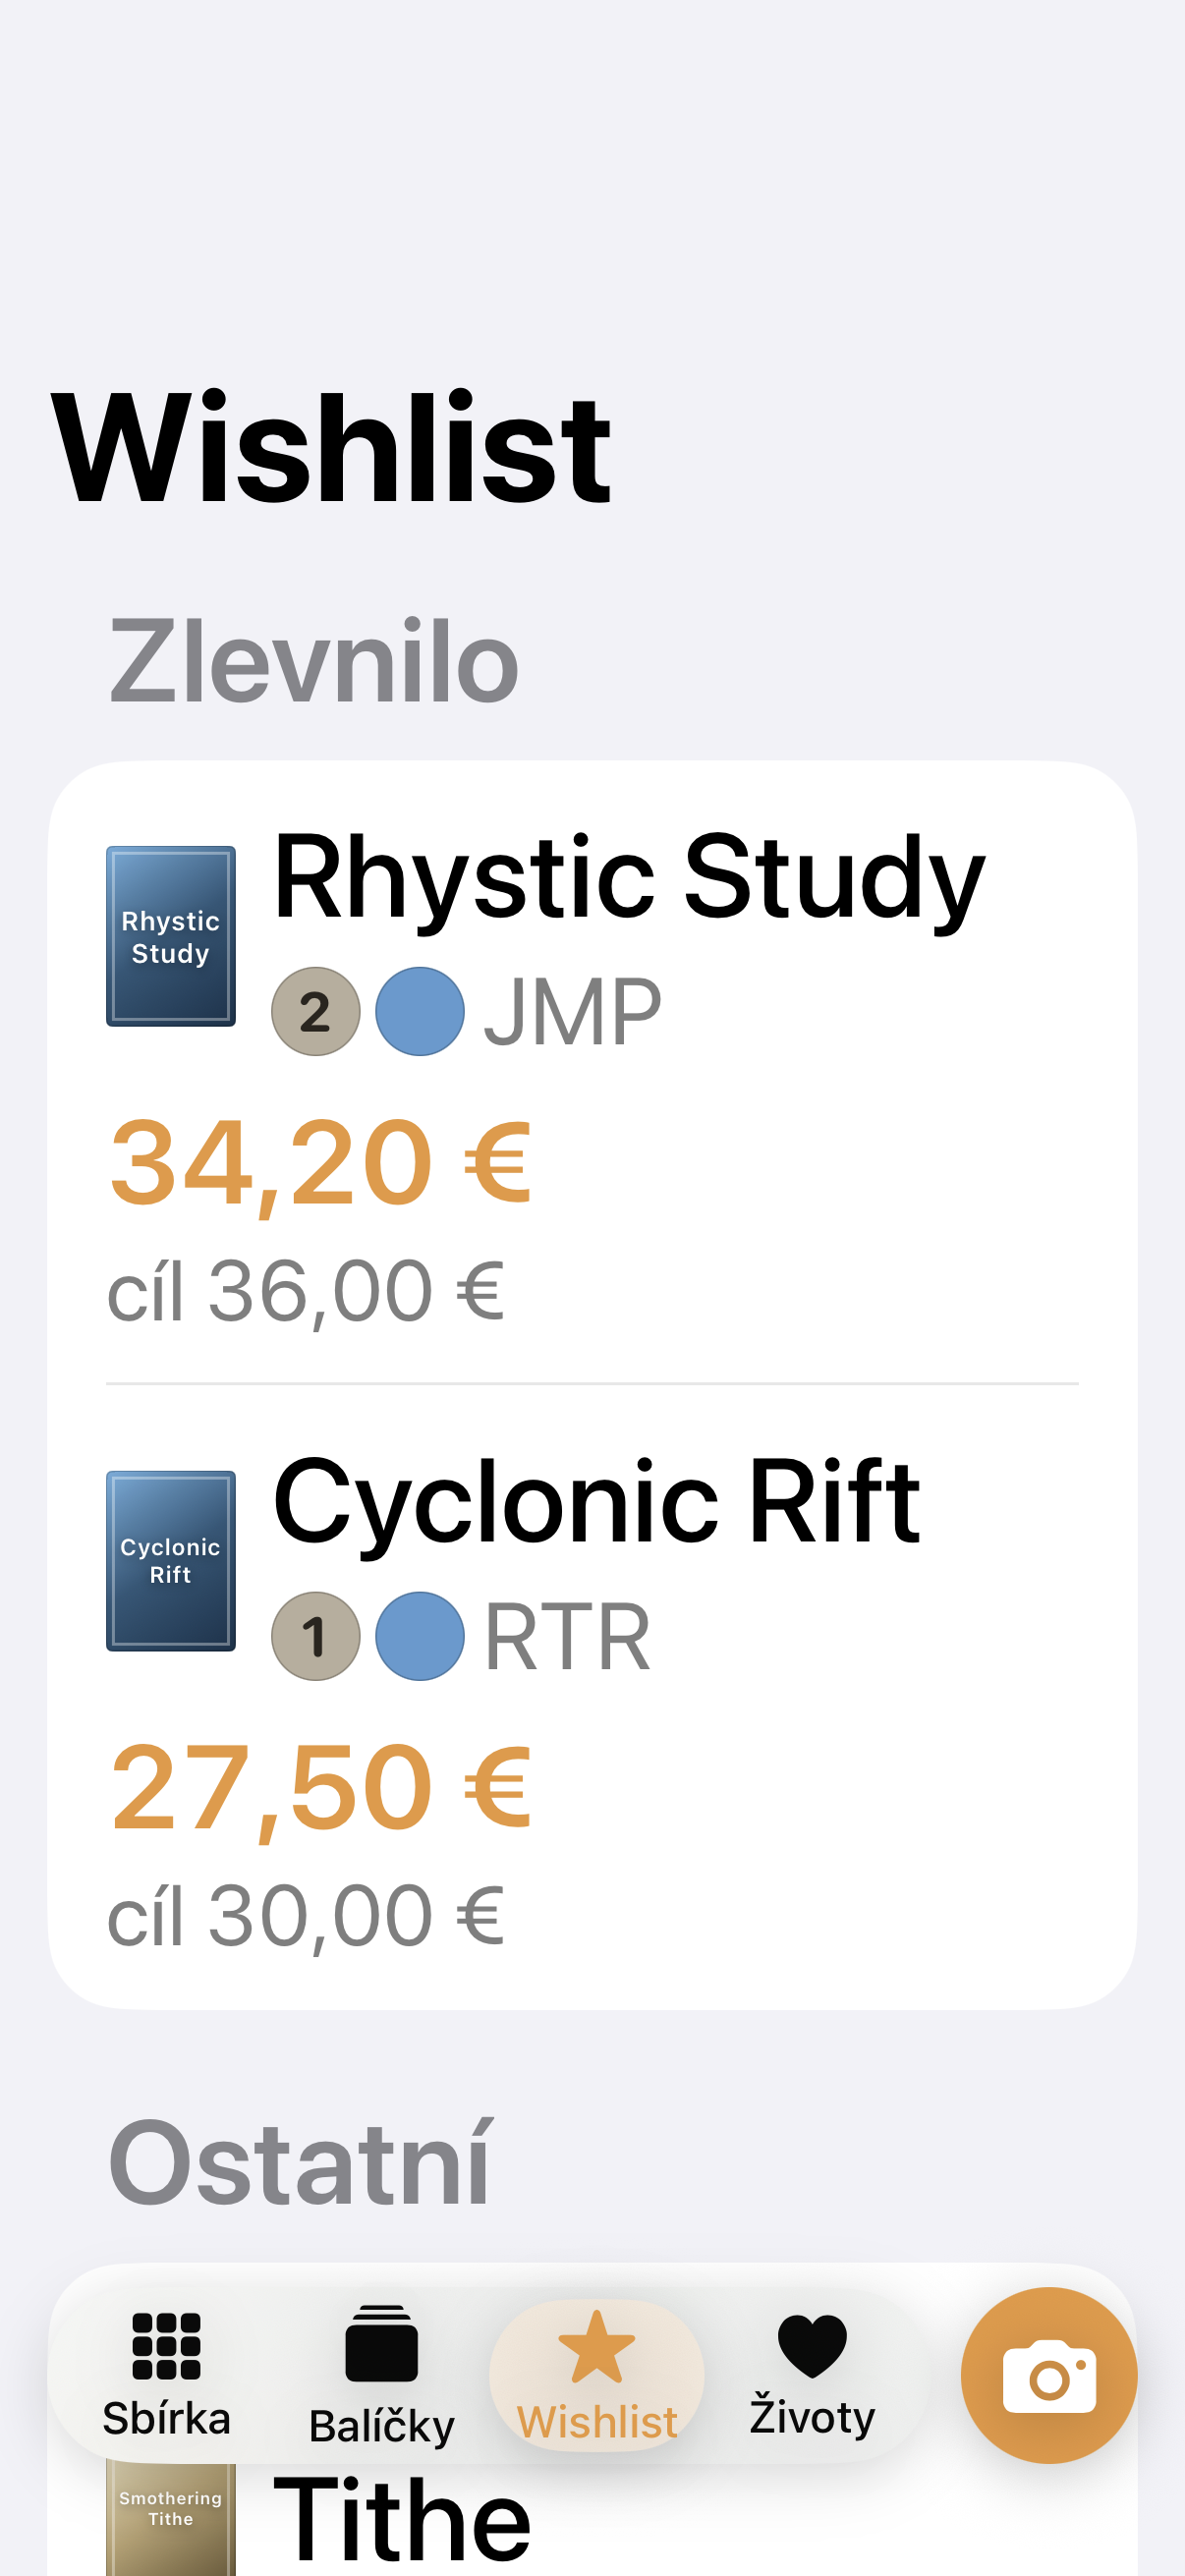 Wishlist
Zlevnilo
Rhystic
Study
Rhystic Study
2 JMP
34,20 €
cíl 36,00 €
Cyclonic
Rift
Cyclonic Rift
1 RTR
27,50 €
cíl 30,00 €
Ostatní
Sbírka
Balíčky
Wishlist
Životy
Smothering
Tithe
Tithe